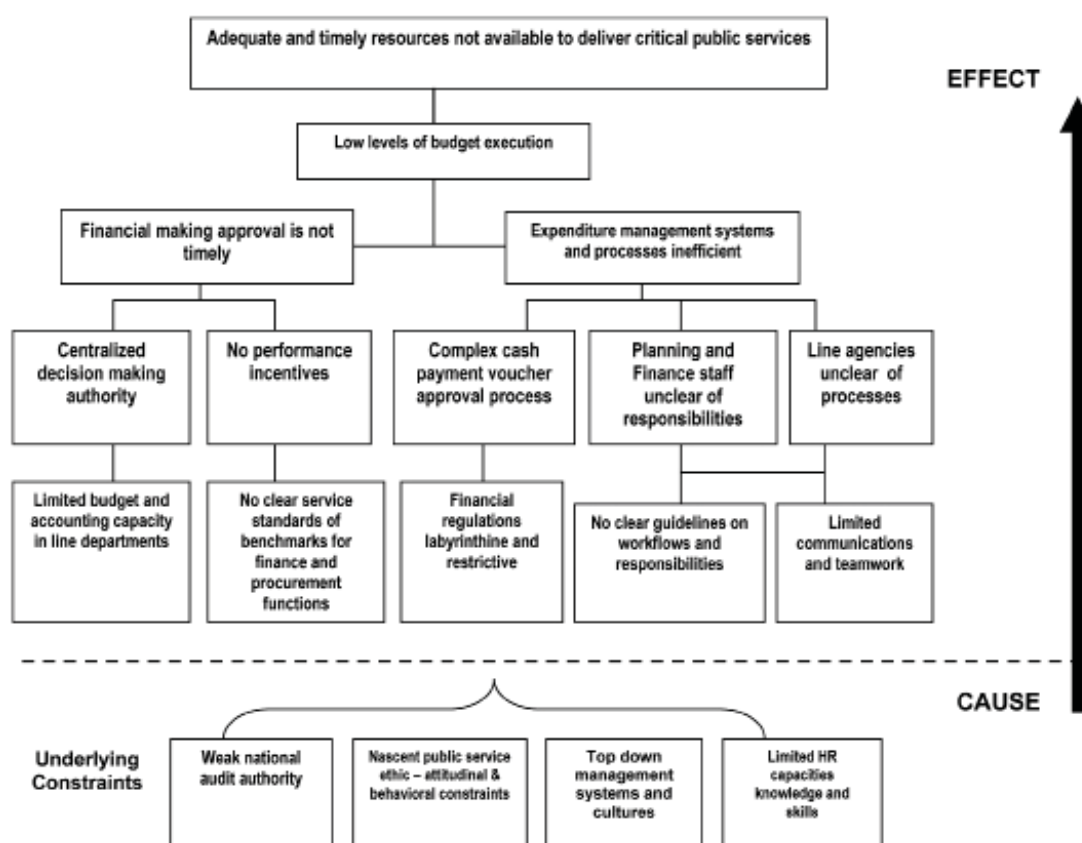 Adequate and timely resources not available to deliver critical public services
EFFECT
Low levels of budget execution
Financial making approval is not
timely
Expenditure management systems
and processes inefficient
Centralized
decision making
authority
No performance
incentives
Complex cash
payment voucher
approval process
Planning and
Finance staff
unclear of
responsibilities
Line agencies
unclear of
processes
Limited budget and
accounting capacity
in line departments
No clear service
standards of
benchmarks for
finance and
procurement
functions
Financial
regulations
labyrinthine and
restrictive
No clear guidelines on
workflows and
responsibilities
Limited
communications
and teamwork
CAUSE
Underlying
Constraints
Weak national
audit authority
Nascent public service
ethic – attitudinal &
behavioral constraints
Top down
management
systems and
cultures
Limited HR
capacities
knowledge and
skills